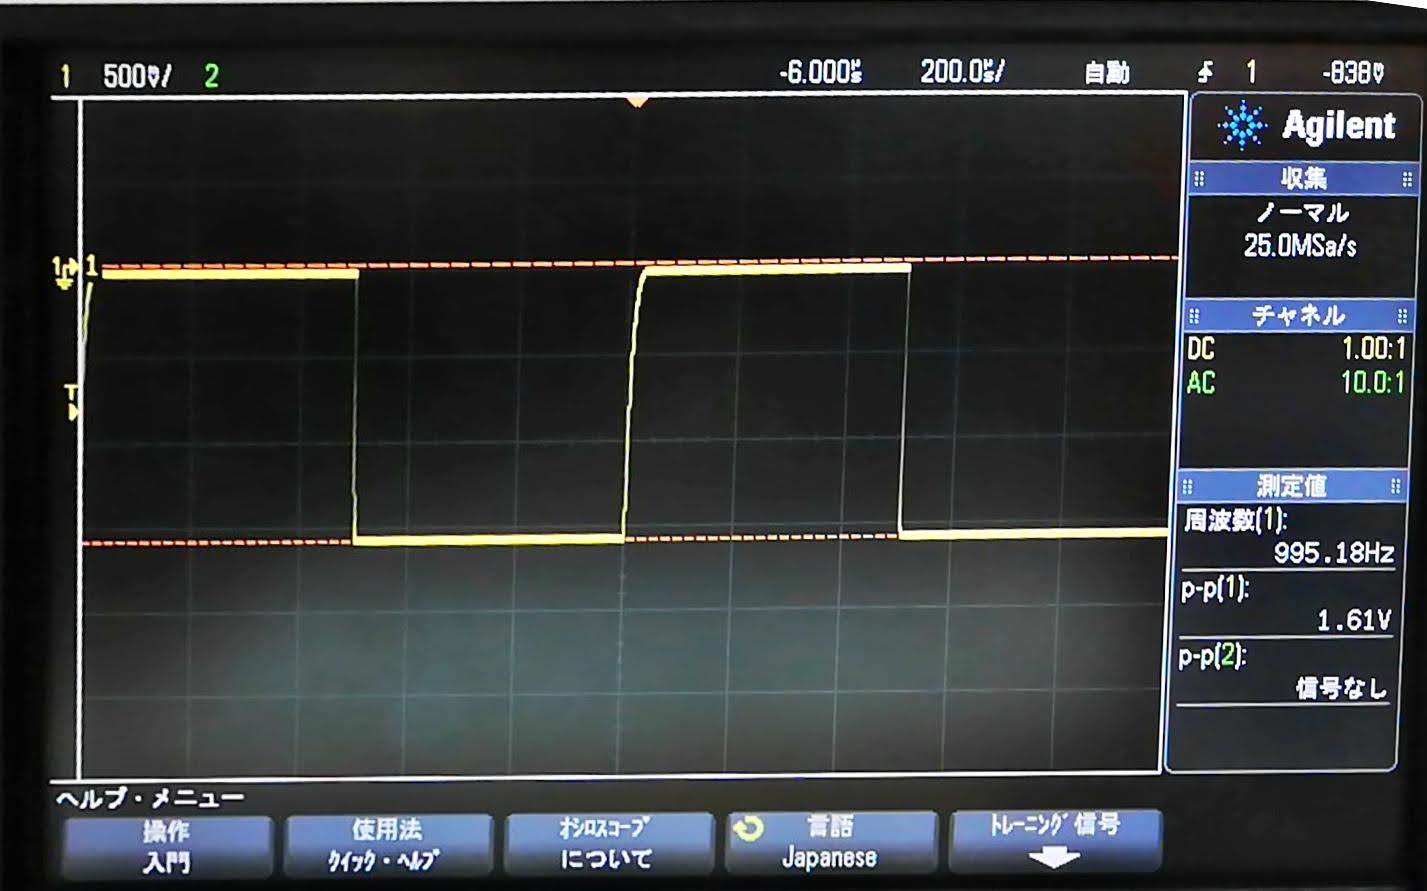 1 500mV/ 2 -6.000us 200.0us/ 自動 1 -838mV
Agilent
収集
ノーマル
25.0MSa/s
チャネル
DC 1.00:1
AC 10.0:1
測定値
周波数(1):
995.18Hz
p-p(1):
1.61V
p-p(2):
信号なし
1 1
T
ヘルプ・メニュー
操作
入門
使用法
クイック・ヘルプ
オシロスコープ
について
言語
Japanese
トレーニング信号